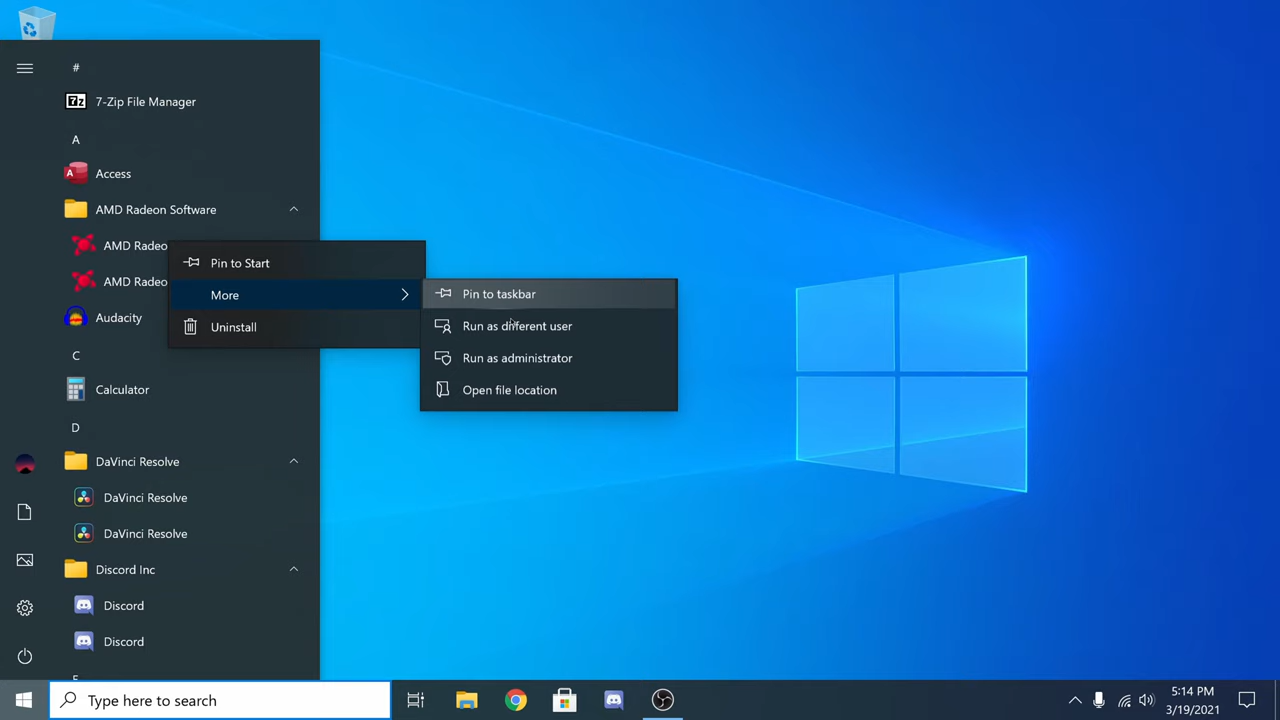 #
7-Zip File Manager
A
Access
AMD Radeon Software
AMD Radeo
AMD Radeo
Audacity
C
Calculator
D
DaVinci Resolve
DaVinci Resolve
DaVinci Resolve
Discord Inc
Discord
Discord
Pin to Start
More
Uninstall
Pin to taskbar
Run as different user
Run as administrator
Open file location
Type here to search
5:14 PM
3/19/2021